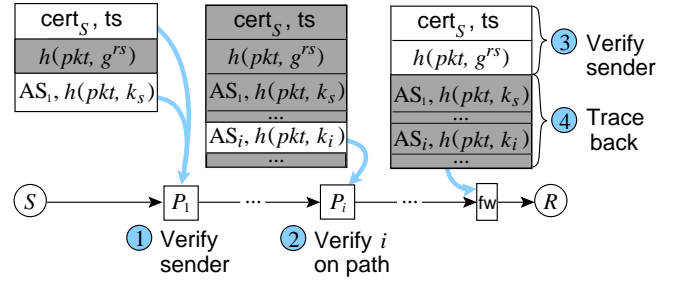 cert_S, ts
h(pkt, g^{rs})
AS_1, h(pkt, k_s)
cert_S, ts
h(pkt, g^{rs})
AS_1, h(pkt, k_s)
...
AS_i, h(pkt, k_i)
...
cert_S, ts
h(pkt, g^{rs})
AS_1, h(pkt, k_s)
...
AS_i, h(pkt, k_i)
...
3 Verify
sender
4 Trace
back
S
P_1
...
P_i
...
fw
R
1 Verify
sender
2 Verify i
on path